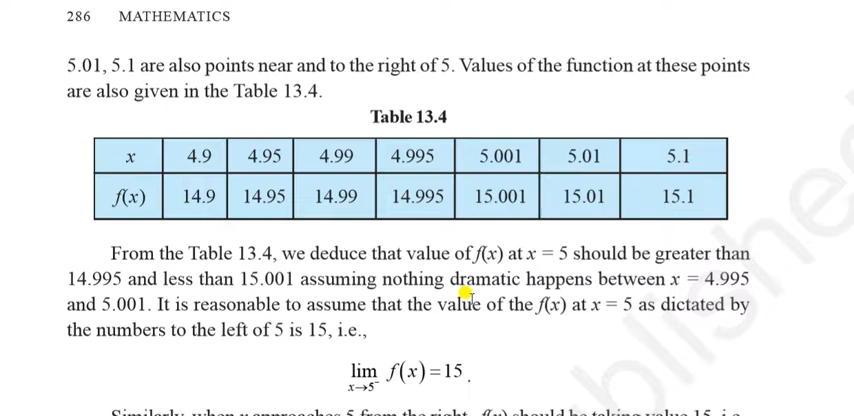 286 MATHEMATICS
5.01, 5.1 are also points near and to the right of 5. Values of the function at these points
are also given in the Table 13.4.
Table 13.4
x 4.9 4.95 4.99 4.995 5.001 5.01 5.1
f(x) 14.9 14.95 14.99 14.995 15.001 15.01 15.1
From the Table 13.4, we deduce that value of f(x) at x = 5 should be greater than
14.995 and less than 15.001 assuming nothing dramatic happens between x = 4.995
and 5.001. It is reasonable to assume that the value of the f(x) at x = 5 as dictated by
the numbers to the left of 5 is 15, i.e.,
lim f(x) = 15 .
x→5⁻